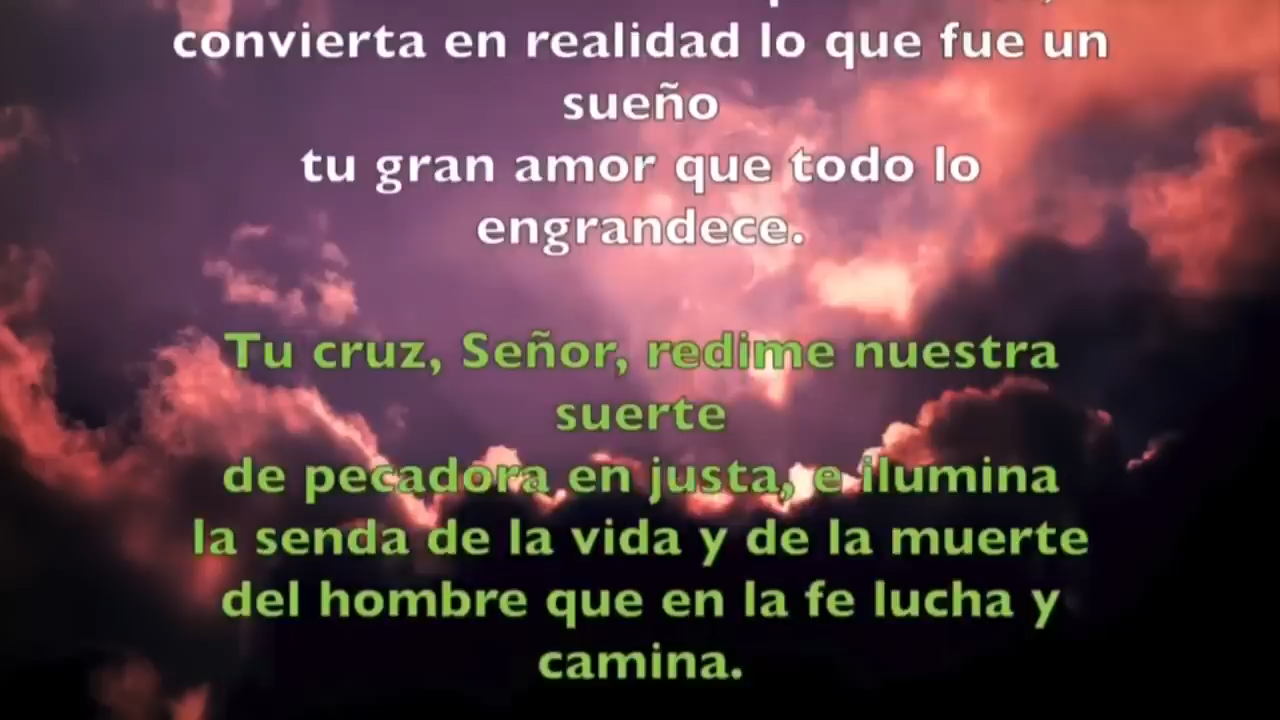 convierta en realidad lo que fue un
sueño
tu gran amor que todo lo
engrandece.
Tu cruz, Señor, redime nuestra
suerte
de pecadora en justa, e ilumina
la senda de la vida y de la muerte
del hombre que en la fe lucha y
camina.